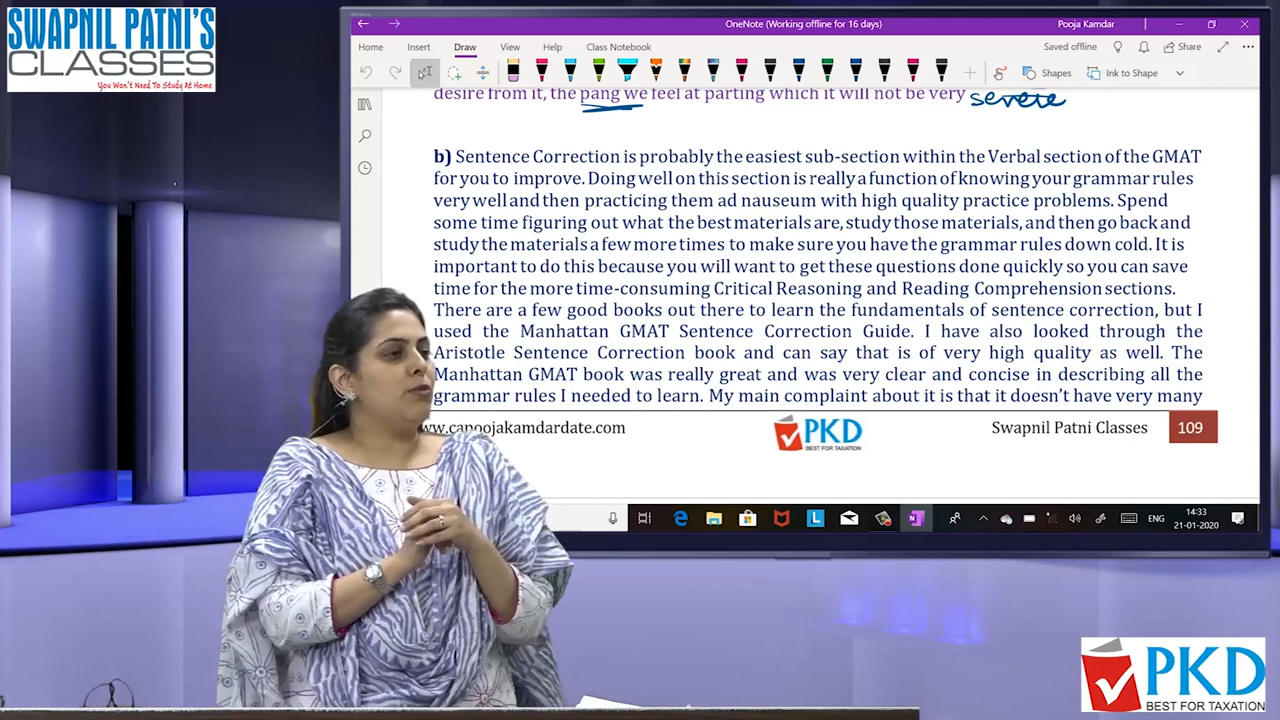 SWAPNIL PATNI'S
CLASSES
You Won't Need To Study At Home
OneNote (Working offline for 16 days)
Pooja Kamdar
Home Insert Draw View Help Class Notebook
Saved offline
Share
Shapes
Ink to Shape
desire from it, the pang we feel at parting which it will not be very severe
b) Sentence Correction is probably the easiest sub-section within the Verbal section of the GMAT
for you to improve. Doing well on this section is really a function of knowing your grammar rules
very well and then practicing them ad nauseum with high quality practice problems. Spend
some time figuring out what the best materials are, study those materials, and then go back and
study the materials a few more times to make sure you have the grammar rules down cold. It is
important to do this because you will want to get these questions done quickly so you can save
time for the more time-consuming Critical Reasoning and Reading Comprehension sections.
There are a few good books out there to learn the fundamentals of sentence correction, but I
used the Manhattan GMAT Sentence Correction Guide. I have also looked through the
Aristotle Sentence Correction book and can say that is of very high quality as well. The
Manhattan GMAT book was really great and was very clear and concise in describing all the
grammar rules I needed to learn. My main complaint about it is that it doesn't have very many
www.capoojakamdardate.com
PKD
BEST FOR TAXATION
Swapnil Patni Classes 109
ENG
14:33
21-01-2020
PKD
BEST FOR TAXATION